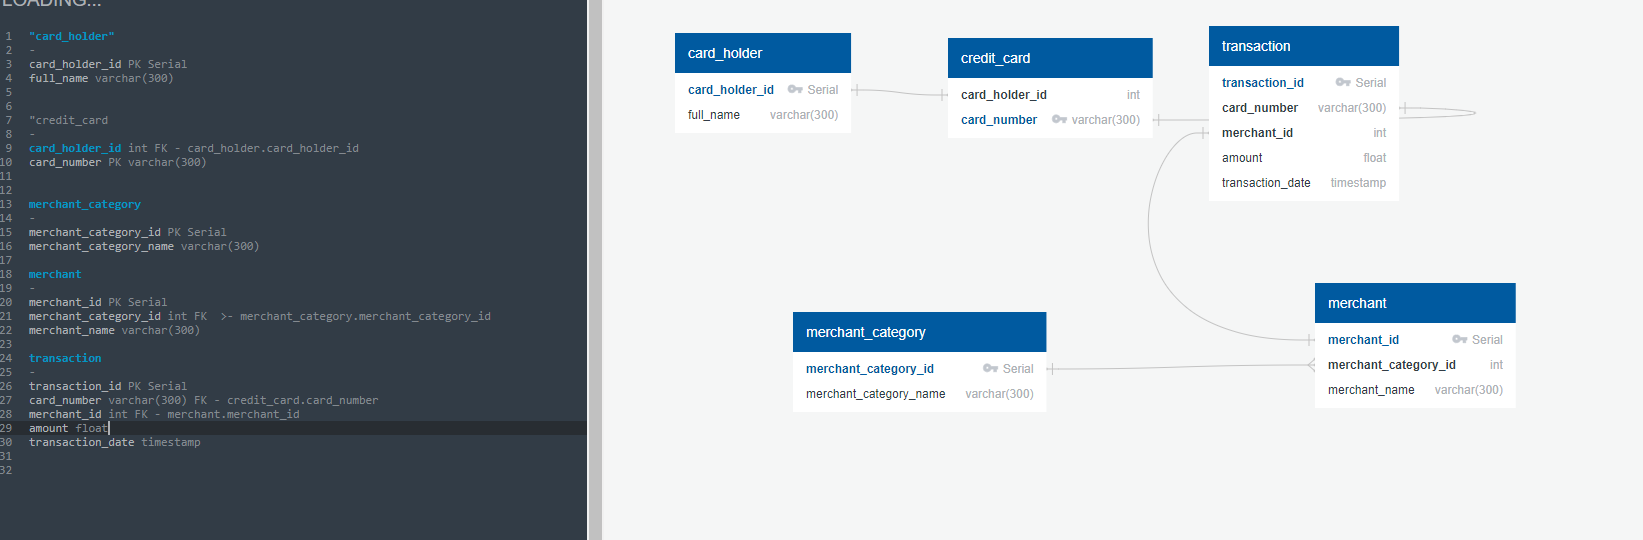 LOADING...
1 "card_holder"
2 -
3 card_holder_id PK Serial
4 full_name varchar(300)
5
6
7 "credit_card
8 -
9 card_holder_id int FK - card_holder.card_holder_id
10 card_number PK varchar(300)
11
12
13 merchant_category
14 -
15 merchant_category_id PK Serial
16 merchant_category_name varchar(300)
17
18 merchant
19 -
20 merchant_id PK Serial
21 merchant_category_id int FK  >- merchant_category.merchant_category_id
22 merchant_name varchar(300)
23
24 transaction
25 -
26 transaction_id PK Serial
27 card_number varchar(300) FK - credit_card.card_number
28 merchant_id int FK - merchant.merchant_id
29 amount float
30 transaction_date timestamp
31
32
card_holder
card_holder_id Serial
full_name varchar(300)
credit_card
card_holder_id int
card_number varchar(300)
transaction
transaction_id Serial
card_number varchar(300)
merchant_id int
amount float
transaction_date timestamp
merchant_category
merchant_category_id Serial
merchant_category_name varchar(300)
merchant
merchant_id Serial
merchant_category_id int
merchant_name varchar(300)